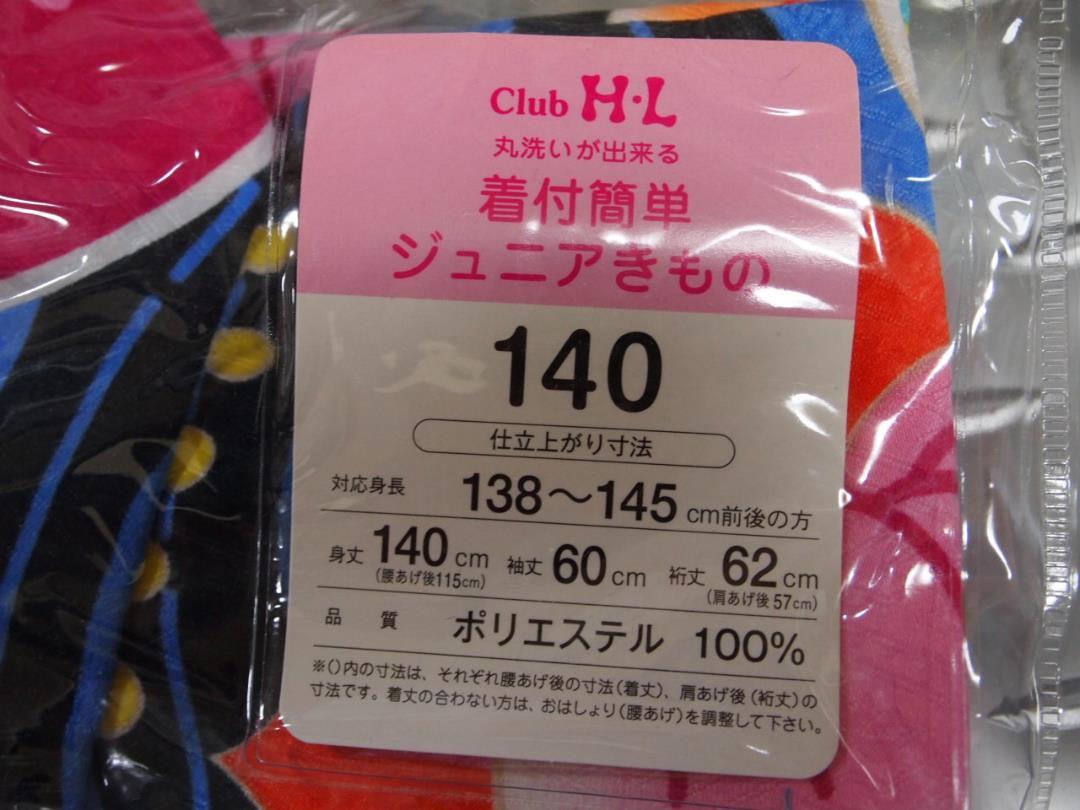 Club H·L
丸洗いが出来る
着付簡単
ジュニアきもの
140
仕立上がり寸法
対応身長 138〜145 cm前後の方
身丈 140 cm 袖丈 60 cm 裄丈 62 cm
(腰あげ後115cm) (肩あげ後57cm)
品質 ポリエステル 100%
※()内の寸法は、それぞれ腰あげ後の寸法(着丈)、肩あげ後(裄丈)の
寸法です。着丈の合わない方は、おはしょり(腰あげ)を調整して下さい。